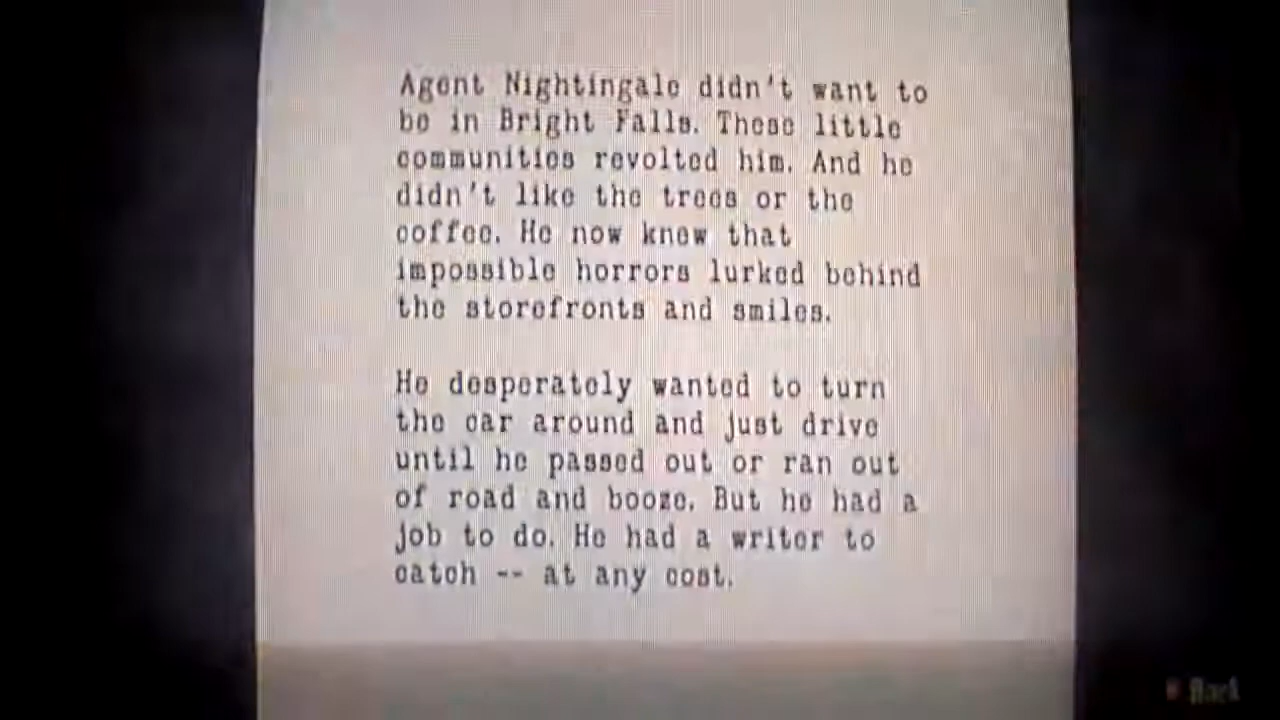 Agent Nightingale didn't want to
be in Bright Falls. These little
communities revolted him. And he
didn't like the trees or the
coffee. He now knew that
impossible horrors lurked behind
the storefronts and smiles.
He desperately wanted to turn
the car around and just drive
until he passed out or ran out
of road and booze. But he had a
job to do. He had a writer to
catch -- at any cost.
Back